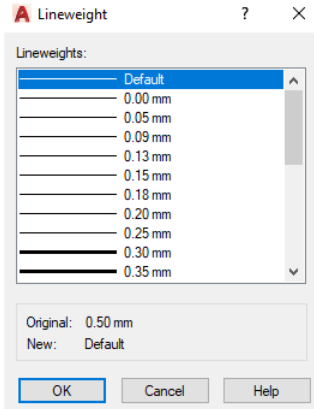 A Lineweight ? ×
Lineweights:
Default
0.00 mm
0.05 mm
0.09 mm
0.13 mm
0.15 mm
0.18 mm
0.20 mm
0.25 mm
0.30 mm
0.35 mm
Original: 0.50 mm
New: Default
OK Cancel Help